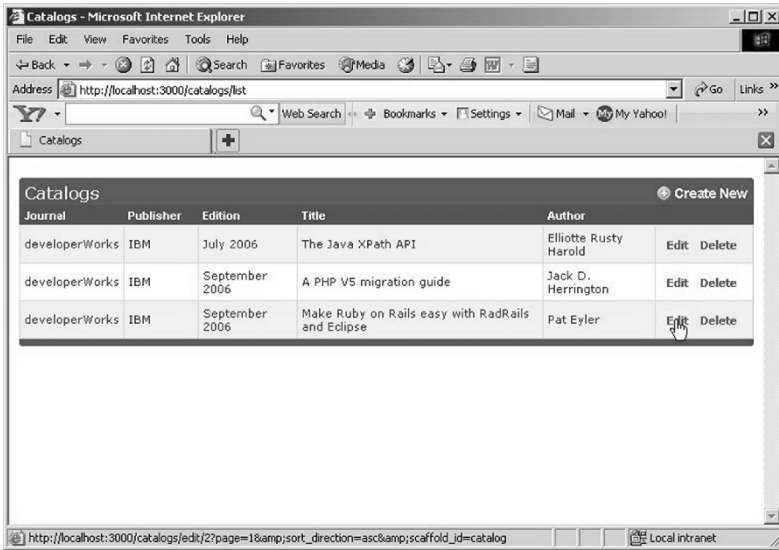 Catalogs - Microsoft Internet Explorer
File Edit View Favorites Tools Help
Back Search Favorites Media
Address http://localhost:3000/catalogs/list Go Links »
Y! Web Search Bookmarks Settings Mail My My Yahoo! »
Catalogs
Catalogs Create New
Journal Publisher Edition Title Author
developerWorks IBM July 2006 The Java XPath API Elliotte Rusty
Harold Edit Delete
developerWorks IBM September
2006 A PHP V5 migration guide Jack D.
Herrington Edit Delete
developerWorks IBM September
2006 Make Ruby on Rails easy with RadRails
and Eclipse Pat Eyler Edit Delete
http://localhost:3000/catalogs/edit/2?page=1&amp;sort_direction=asc&amp;scaffold_id=catalog Local intranet